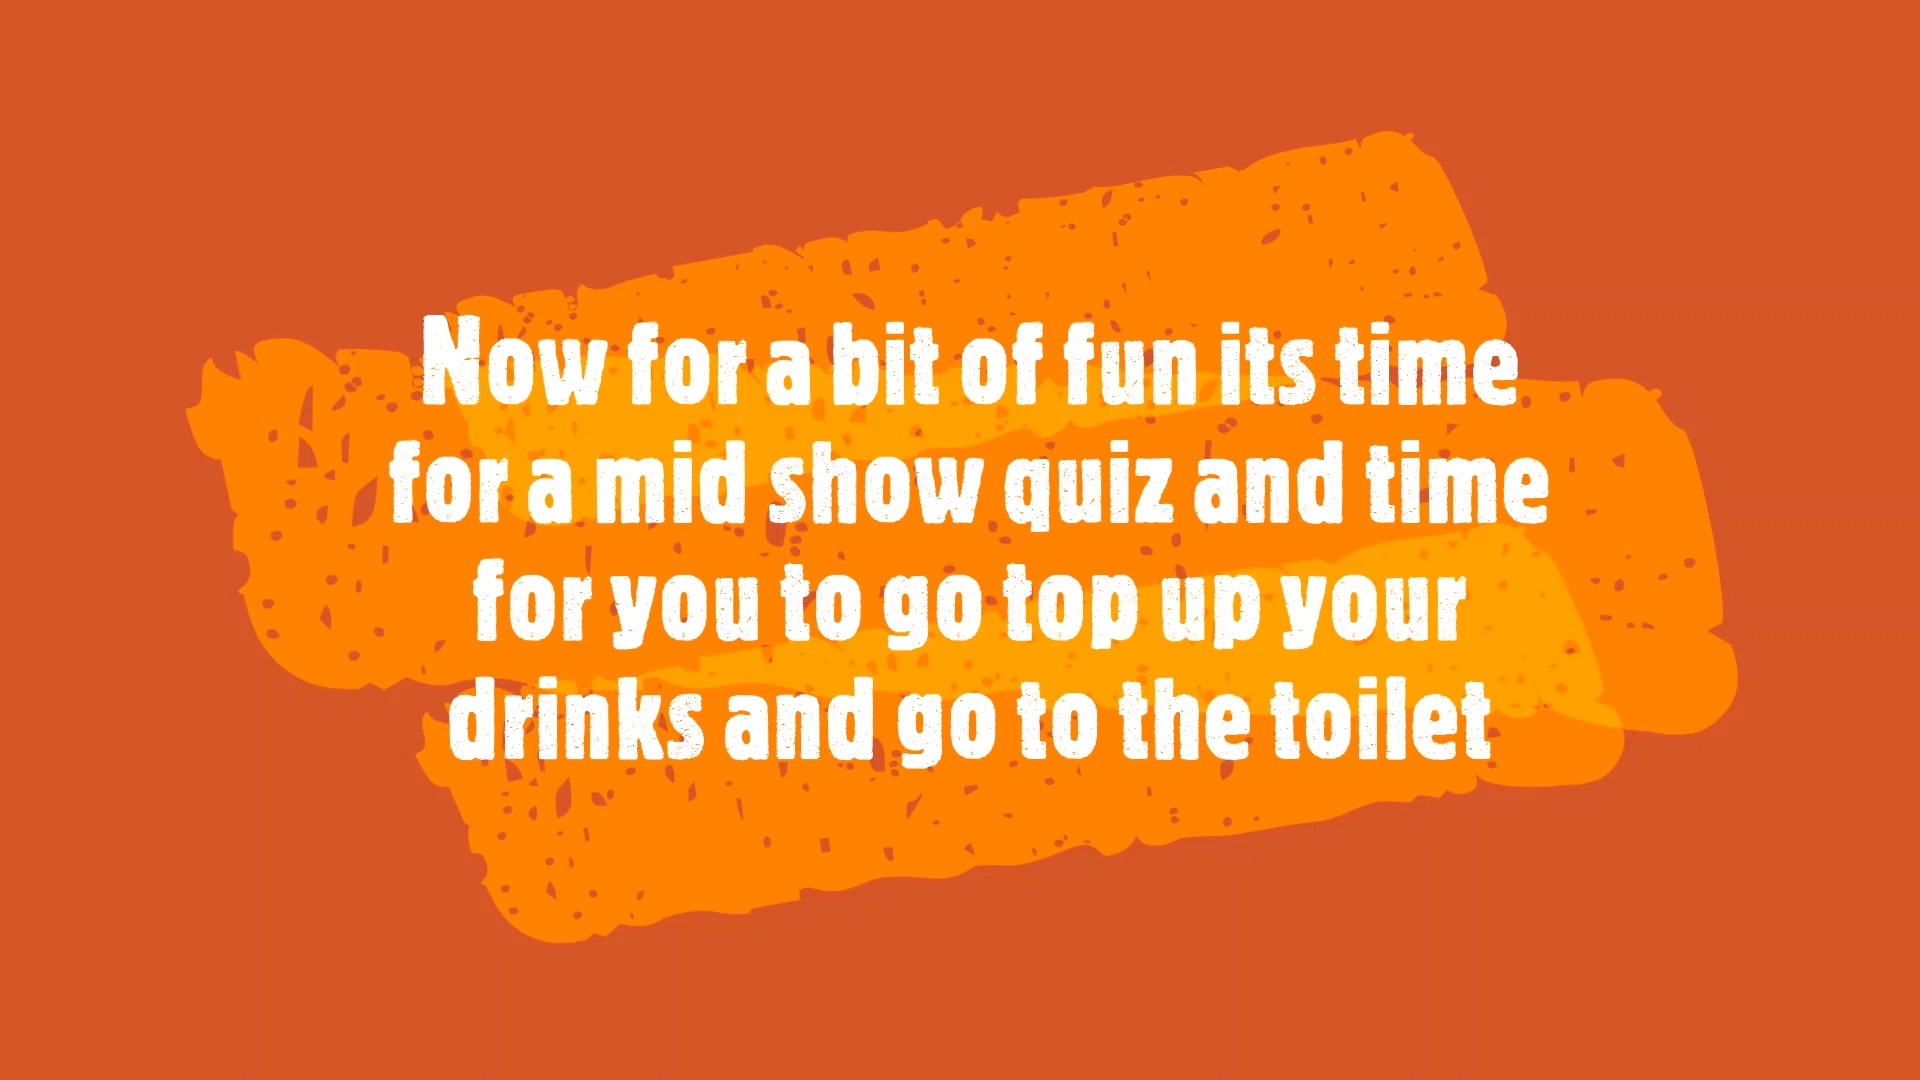 Now for a bit of fun its time
for a mid show quiz and time
for you to go top up your
drinks and go to the toilet